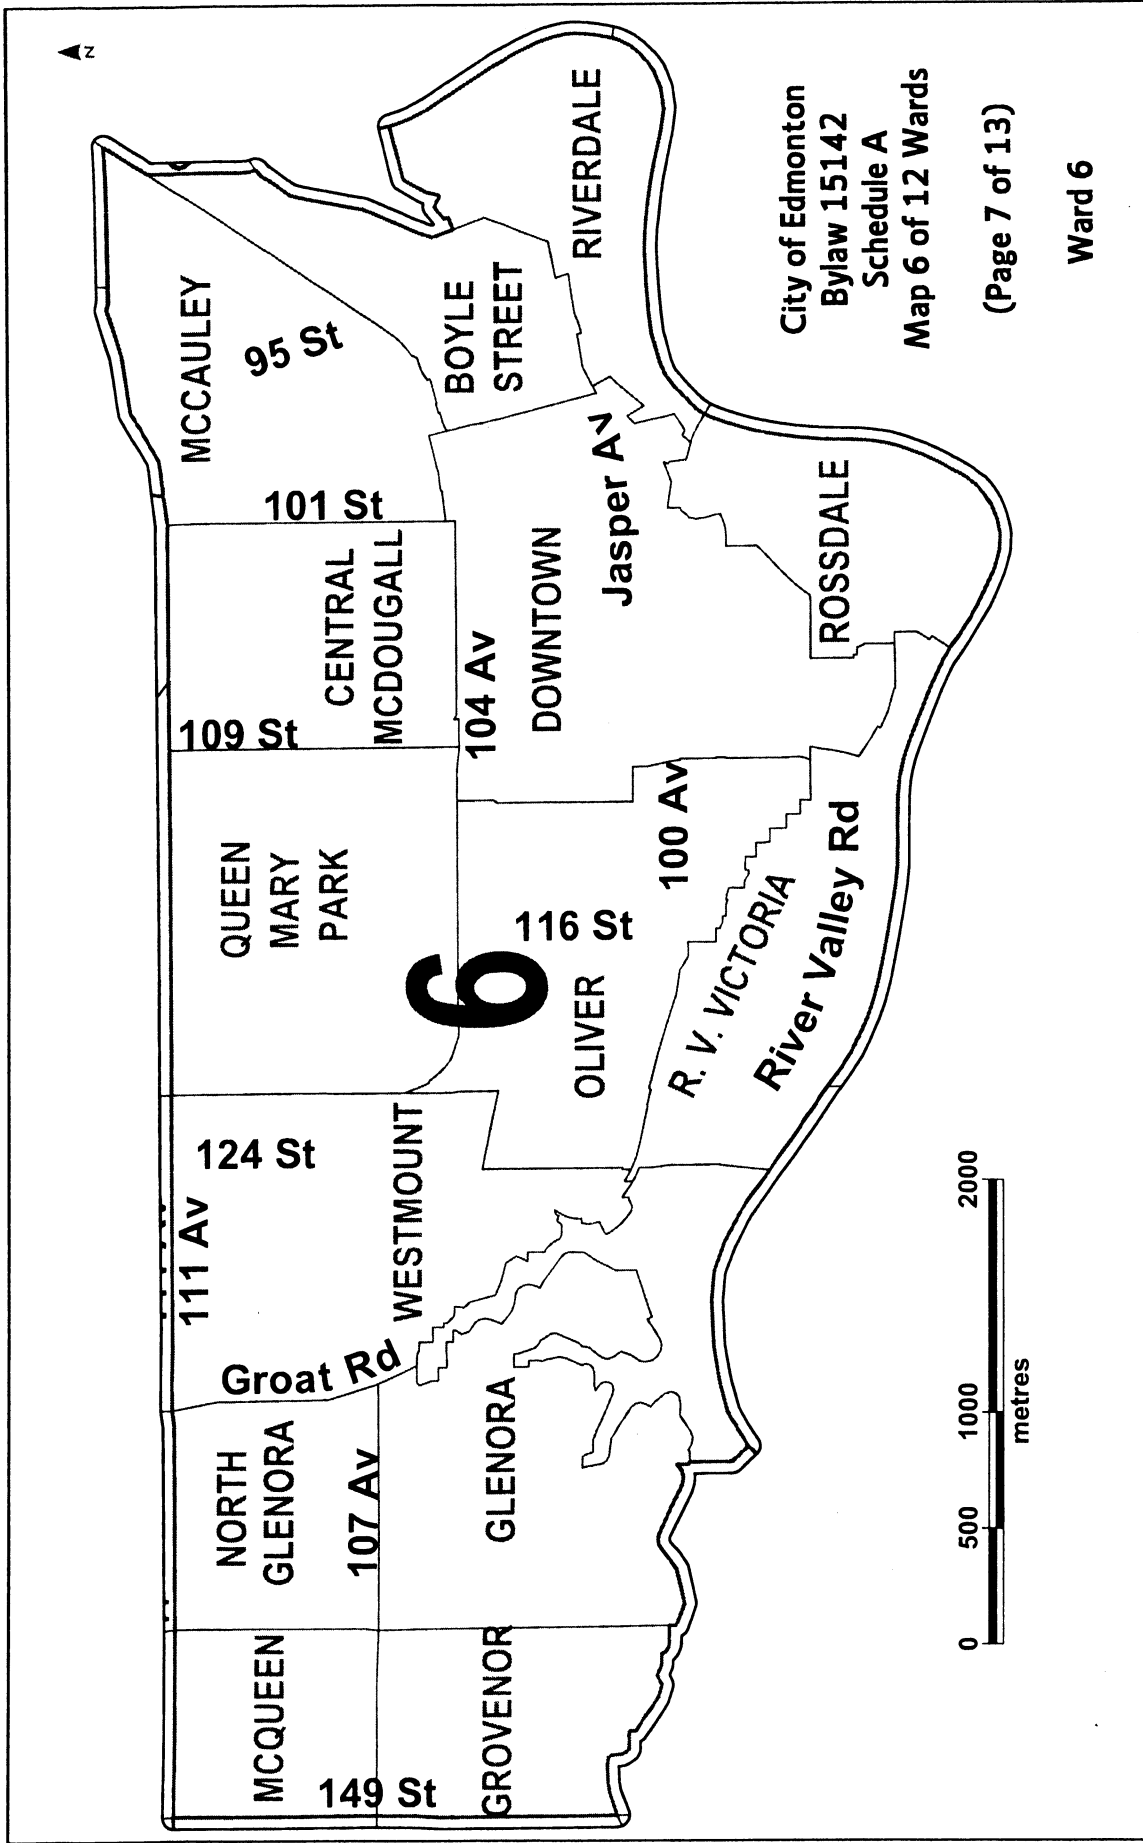 N
MCCAULEY
95 St
BOYLE
STREET
RIVERDALE
101 St
CENTRAL
MCDOUGALL
109 St
104 Av
DOWNTOWN
Jasper Av
ROSSDALE
QUEEN
MARY
PARK
6
116 St
OLIVER
100 Av
R. V. VICTORIA
River Valley Rd
124 St
111 Av
WESTMOUNT
Groat Rd
NORTH
GLENORA
107 Av
GLENORA
MCQUEEN
149 St
GROVENOR
City of Edmonton
Bylaw 15142
Schedule A
Map 6 of 12 Wards
(Page 7 of 13)
Ward 6
0 500 1000 2000
metres